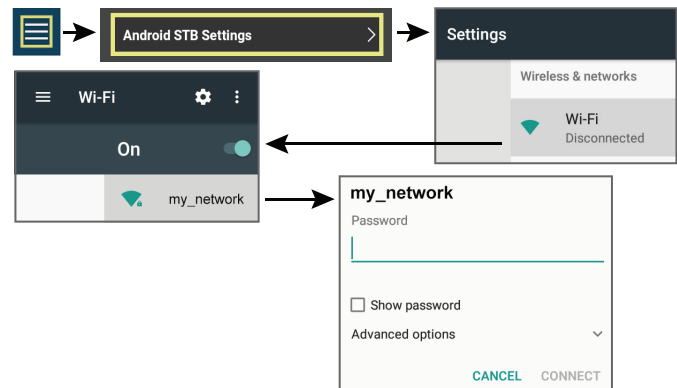 Android STB Settings
Settings
Wireless & networks
Wi-Fi
Disconnected
Wi-Fi
On
my_network
my_network
Password
Show password
Advanced options
CANCEL CONNECT